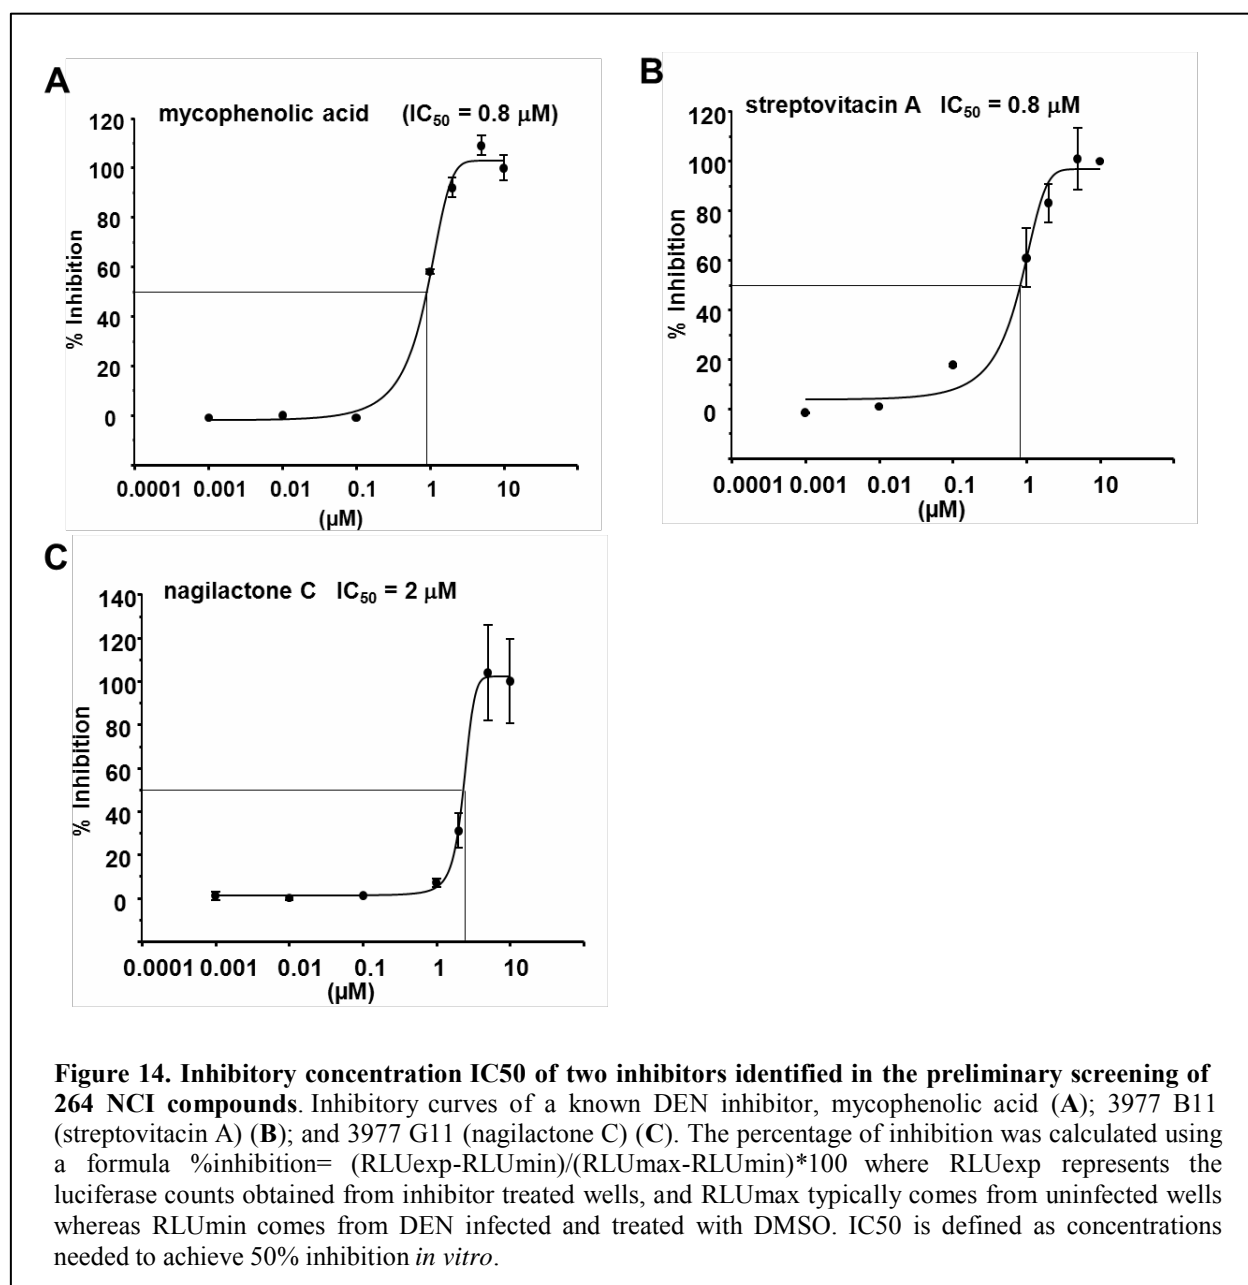 A
mycophenolic acid (IC50 = 0.8 μM)
120
100
80
60
40
20
0
% Inhibition
0.0001 0.001 0.01 0.1 1 10
(μM)
B
streptovitacin A IC50 = 0.8 μM
120
100
80
60
40
20
0
% Inhibition
0.0001 0.001 0.01 0.1 1 10
(μM)
C
nagilactone C IC50 = 2 μM
140
120
100
80
60
40
20
0
% Inhibition
0.0001 0.001 0.01 0.1 1 10
(μM)
Figure 14. Inhibitory concentration IC50 of two inhibitors identified in the preliminary screening of
264 NCI compounds. Inhibitory curves of a known DEN inhibitor, mycophenolic acid (A); 3977 B11
(streptovitacin A) (B); and 3977 G11 (nagilactone C) (C). The percentage of inhibition was calculated using
a formula %inhibition= (RLUexp-RLUmin)/(RLUmax-RLUmin)*100 where RLUexp represents the
luciferase counts obtained from inhibitor treated wells, and RLUmax typically comes from uninfected wells
whereas RLUmin comes from DEN infected and treated with DMSO. IC50 is defined as concentrations
needed to achieve 50% inhibition in vitro.